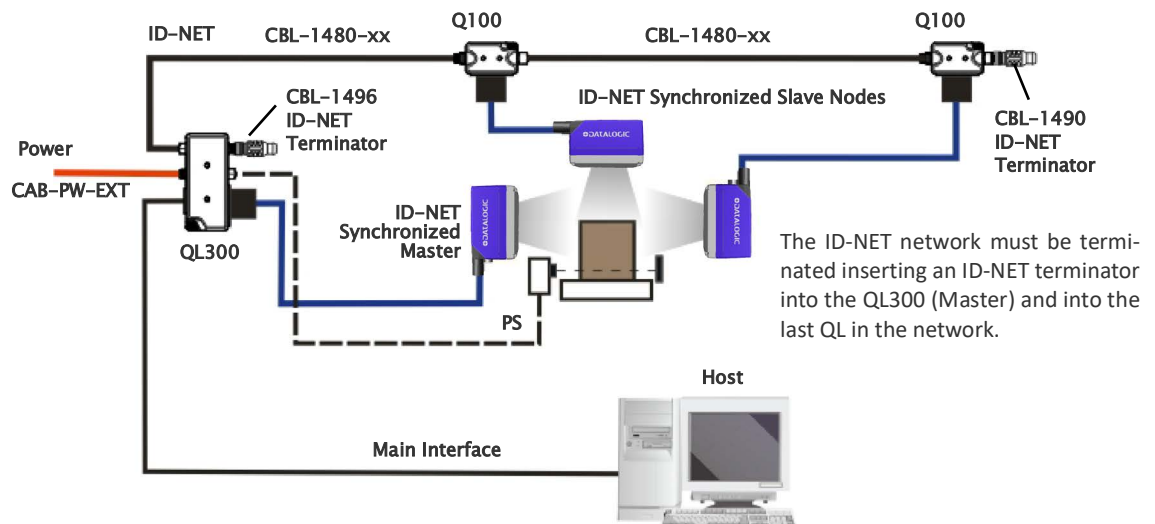 Q100
Q100
ID-NET
CBL-1480-xx
CBL-1480-xx
ID-NET Synchronized Slave Nodes
CBL-1496
ID-NET
Terminator
CBL-1490
ID-NET
Terminator
Power
CAB-PW-EXT
DATALOGIC
DATALOGIC
DATALOGIC
ID-NET
Synchronized
Master
QL300
The ID-NET network must be termi-
nated inserting an ID-NET terminator
into the QL300 (Master) and into the
last QL in the network.
PS
Host
Main Interface